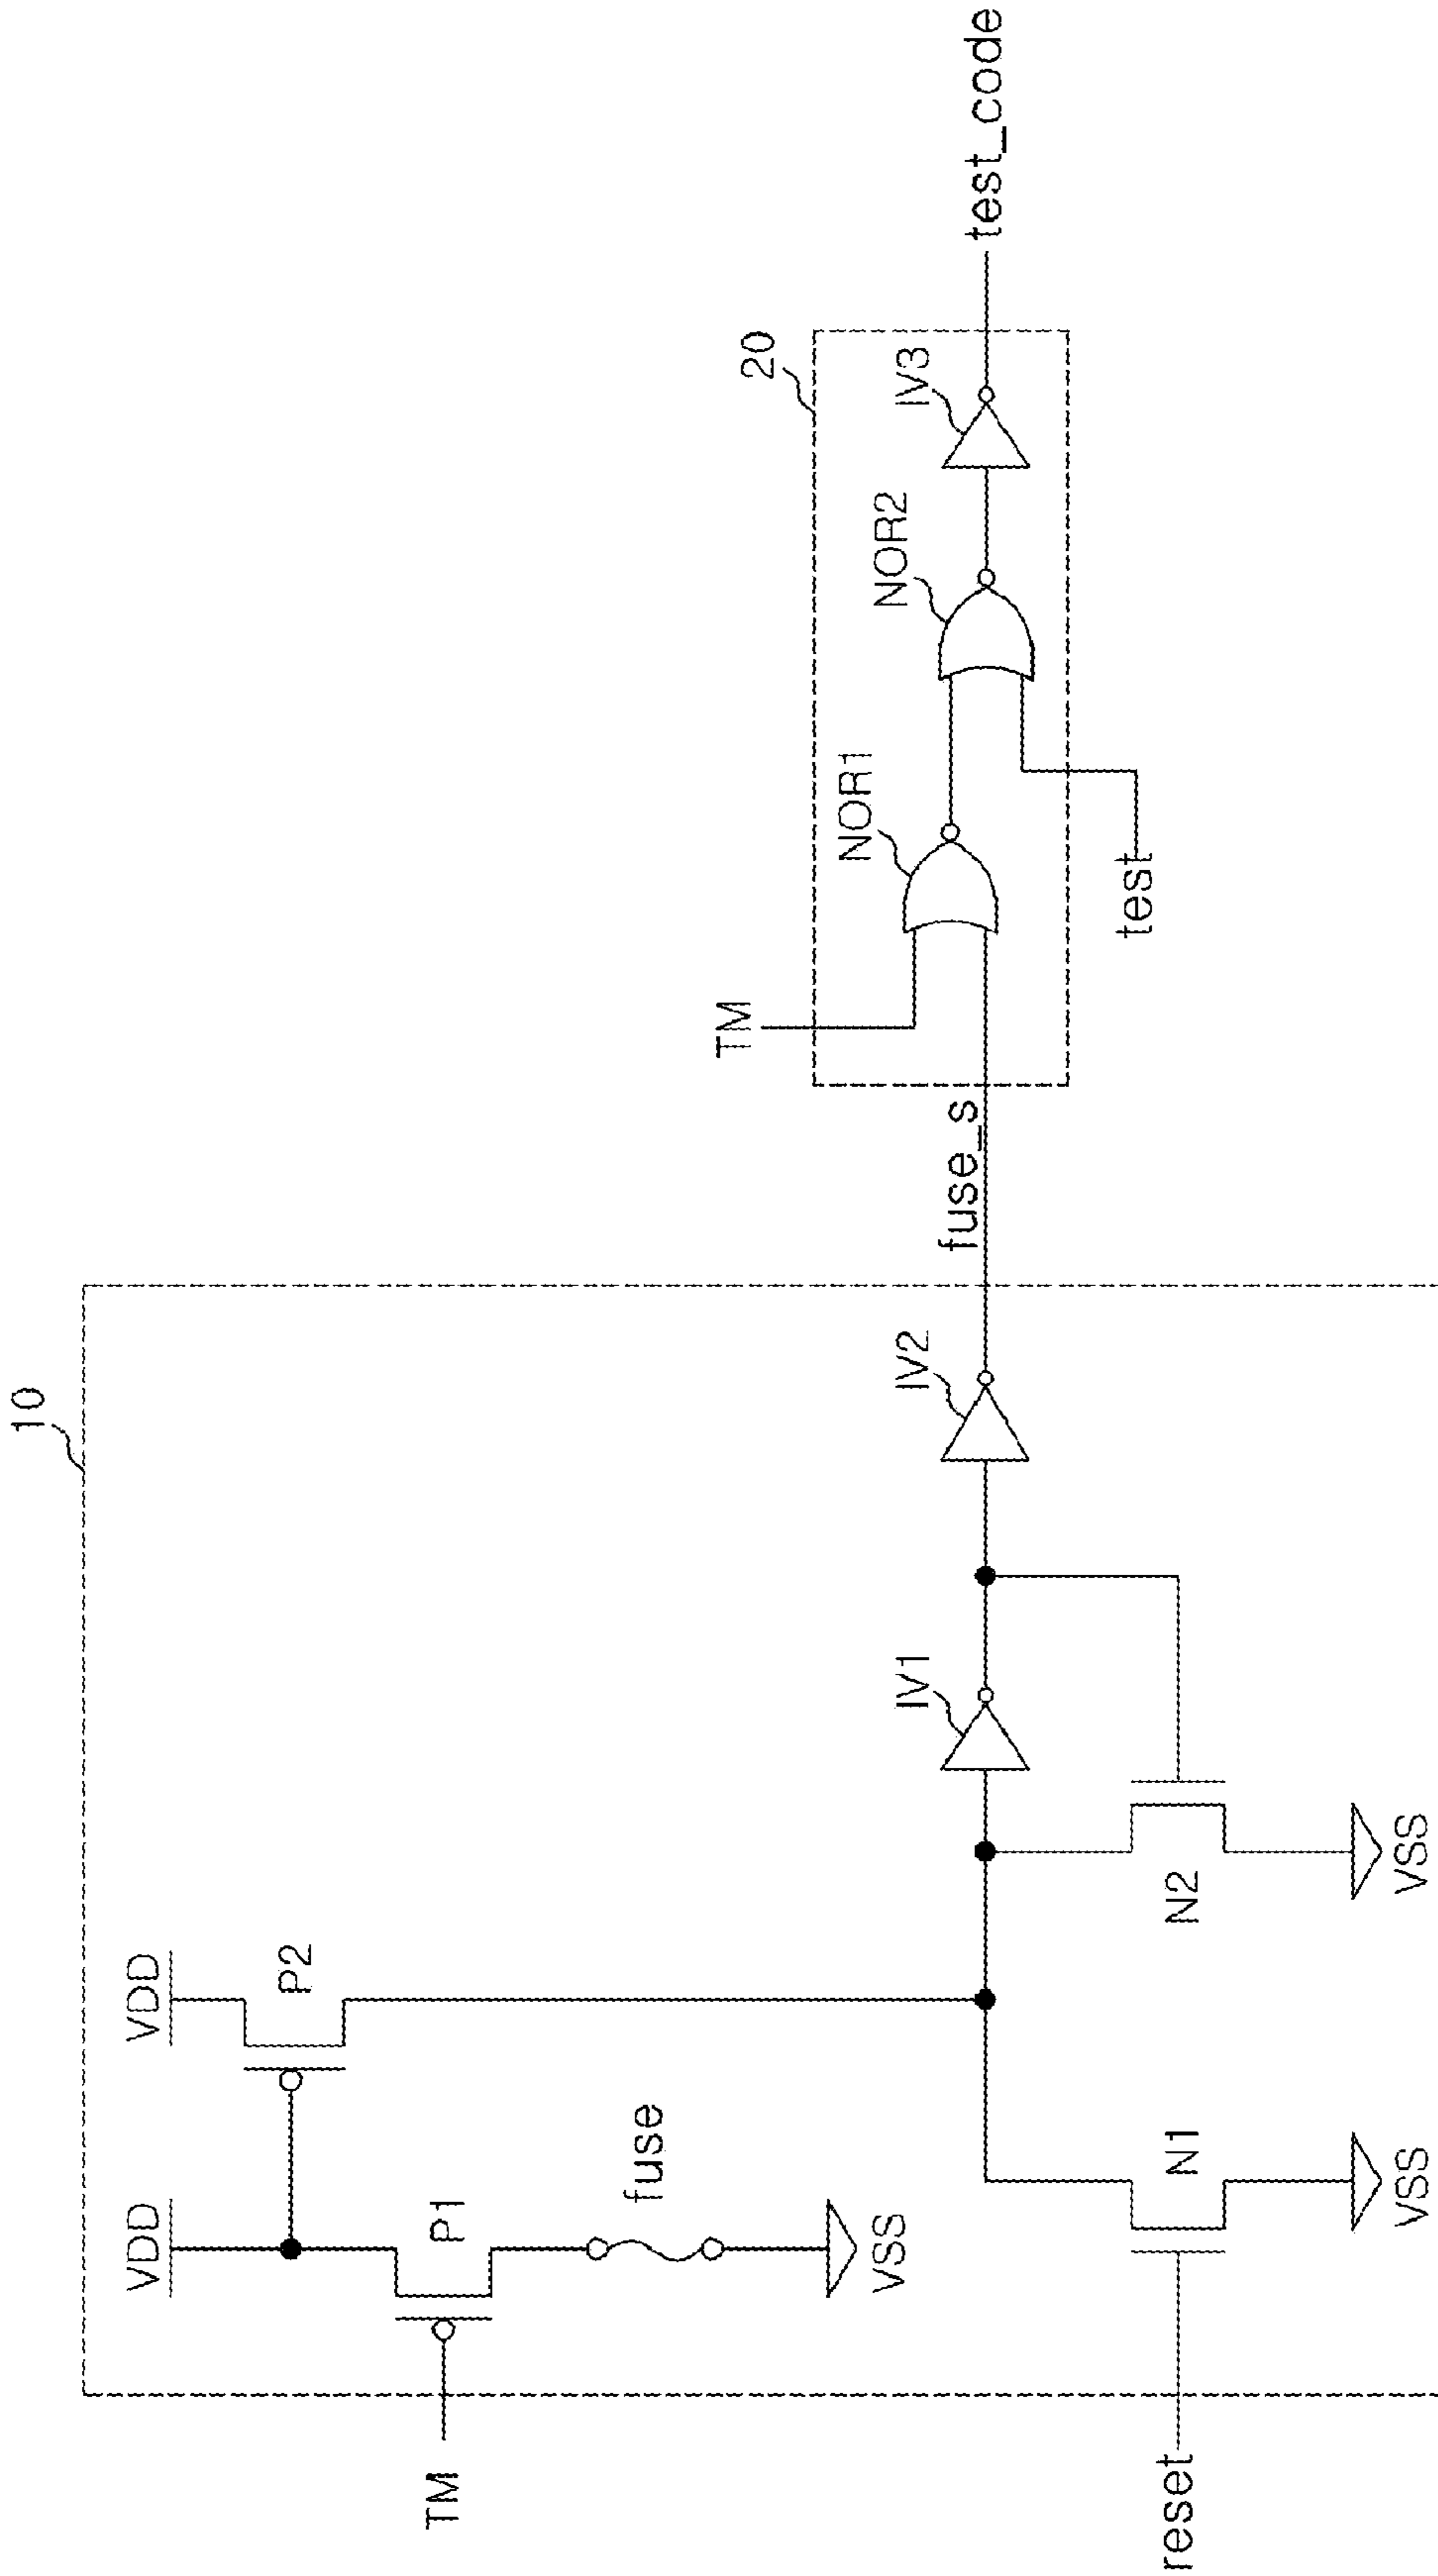 10
VDD
VDD
P2
TM
P1
fuse
VSS
reset
N1
VSS
N2
VSS
IV1
IV2
fuse_s
20
TM
NOR1
NOR2
IV3
test
test_code